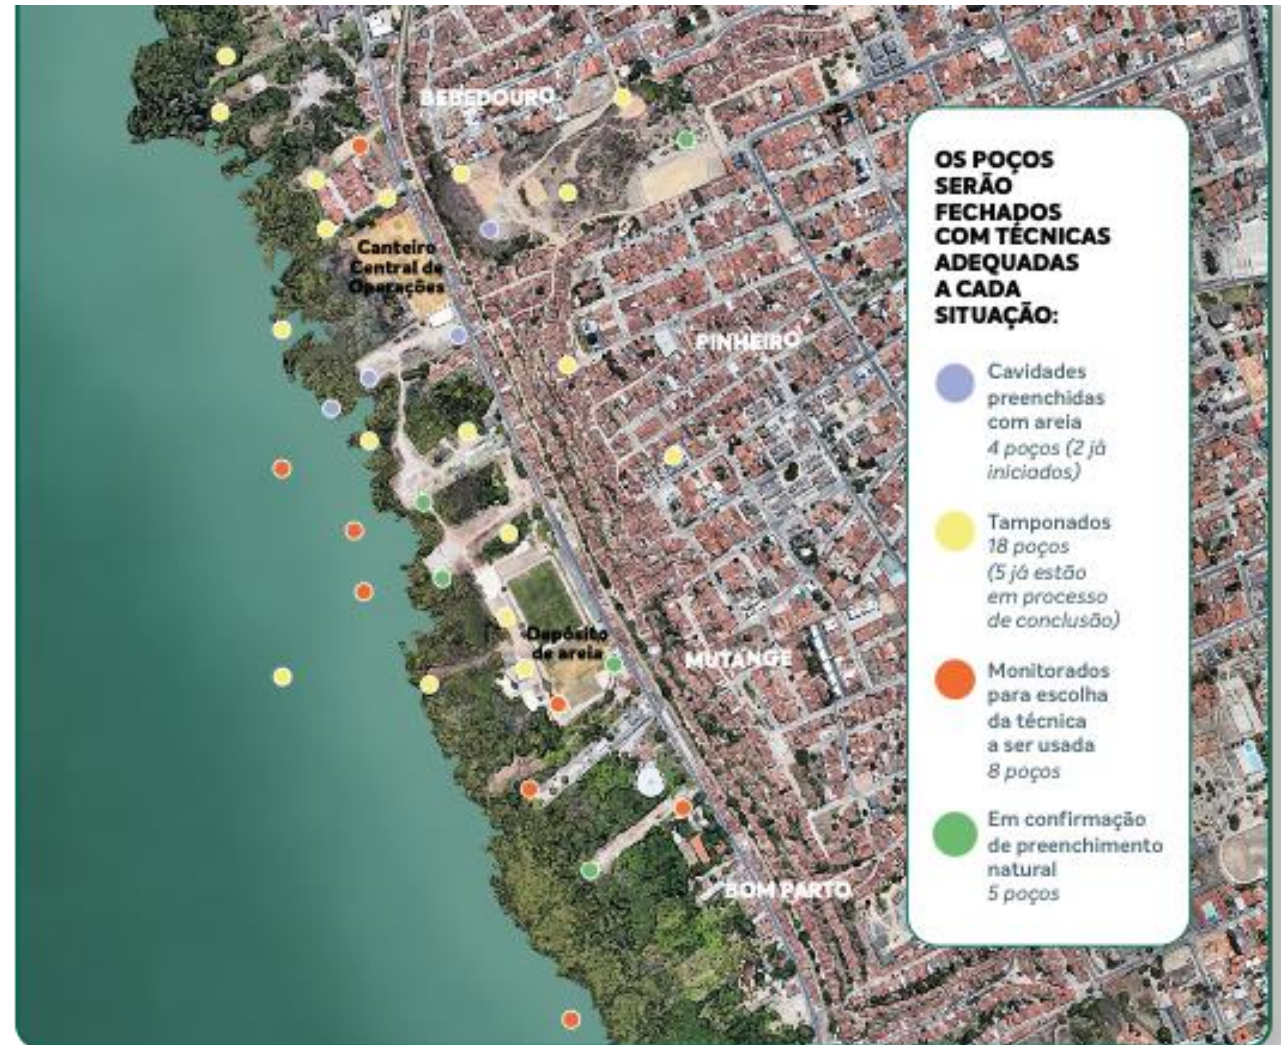 BEBEDOURO
Canteiro
Central de
Operações
PINHEIRO
Depósito
de areia
MUTANGE
BOM PARTO
OS POÇOS
SERÃO
FECHADOS
COM TÉCNICAS
ADEQUADAS
A CADA
SITUAÇÃO:
Cavidades
preenchidas
com areia
4 poços (2 já
iniciados)
Tamponados
18 poços
(5 já estão
em processo
de conclusão)
Monitorados
para escolha
da técnica
a ser usada
8 poços
Em confirmação
de preenchimento
natural
5 poços